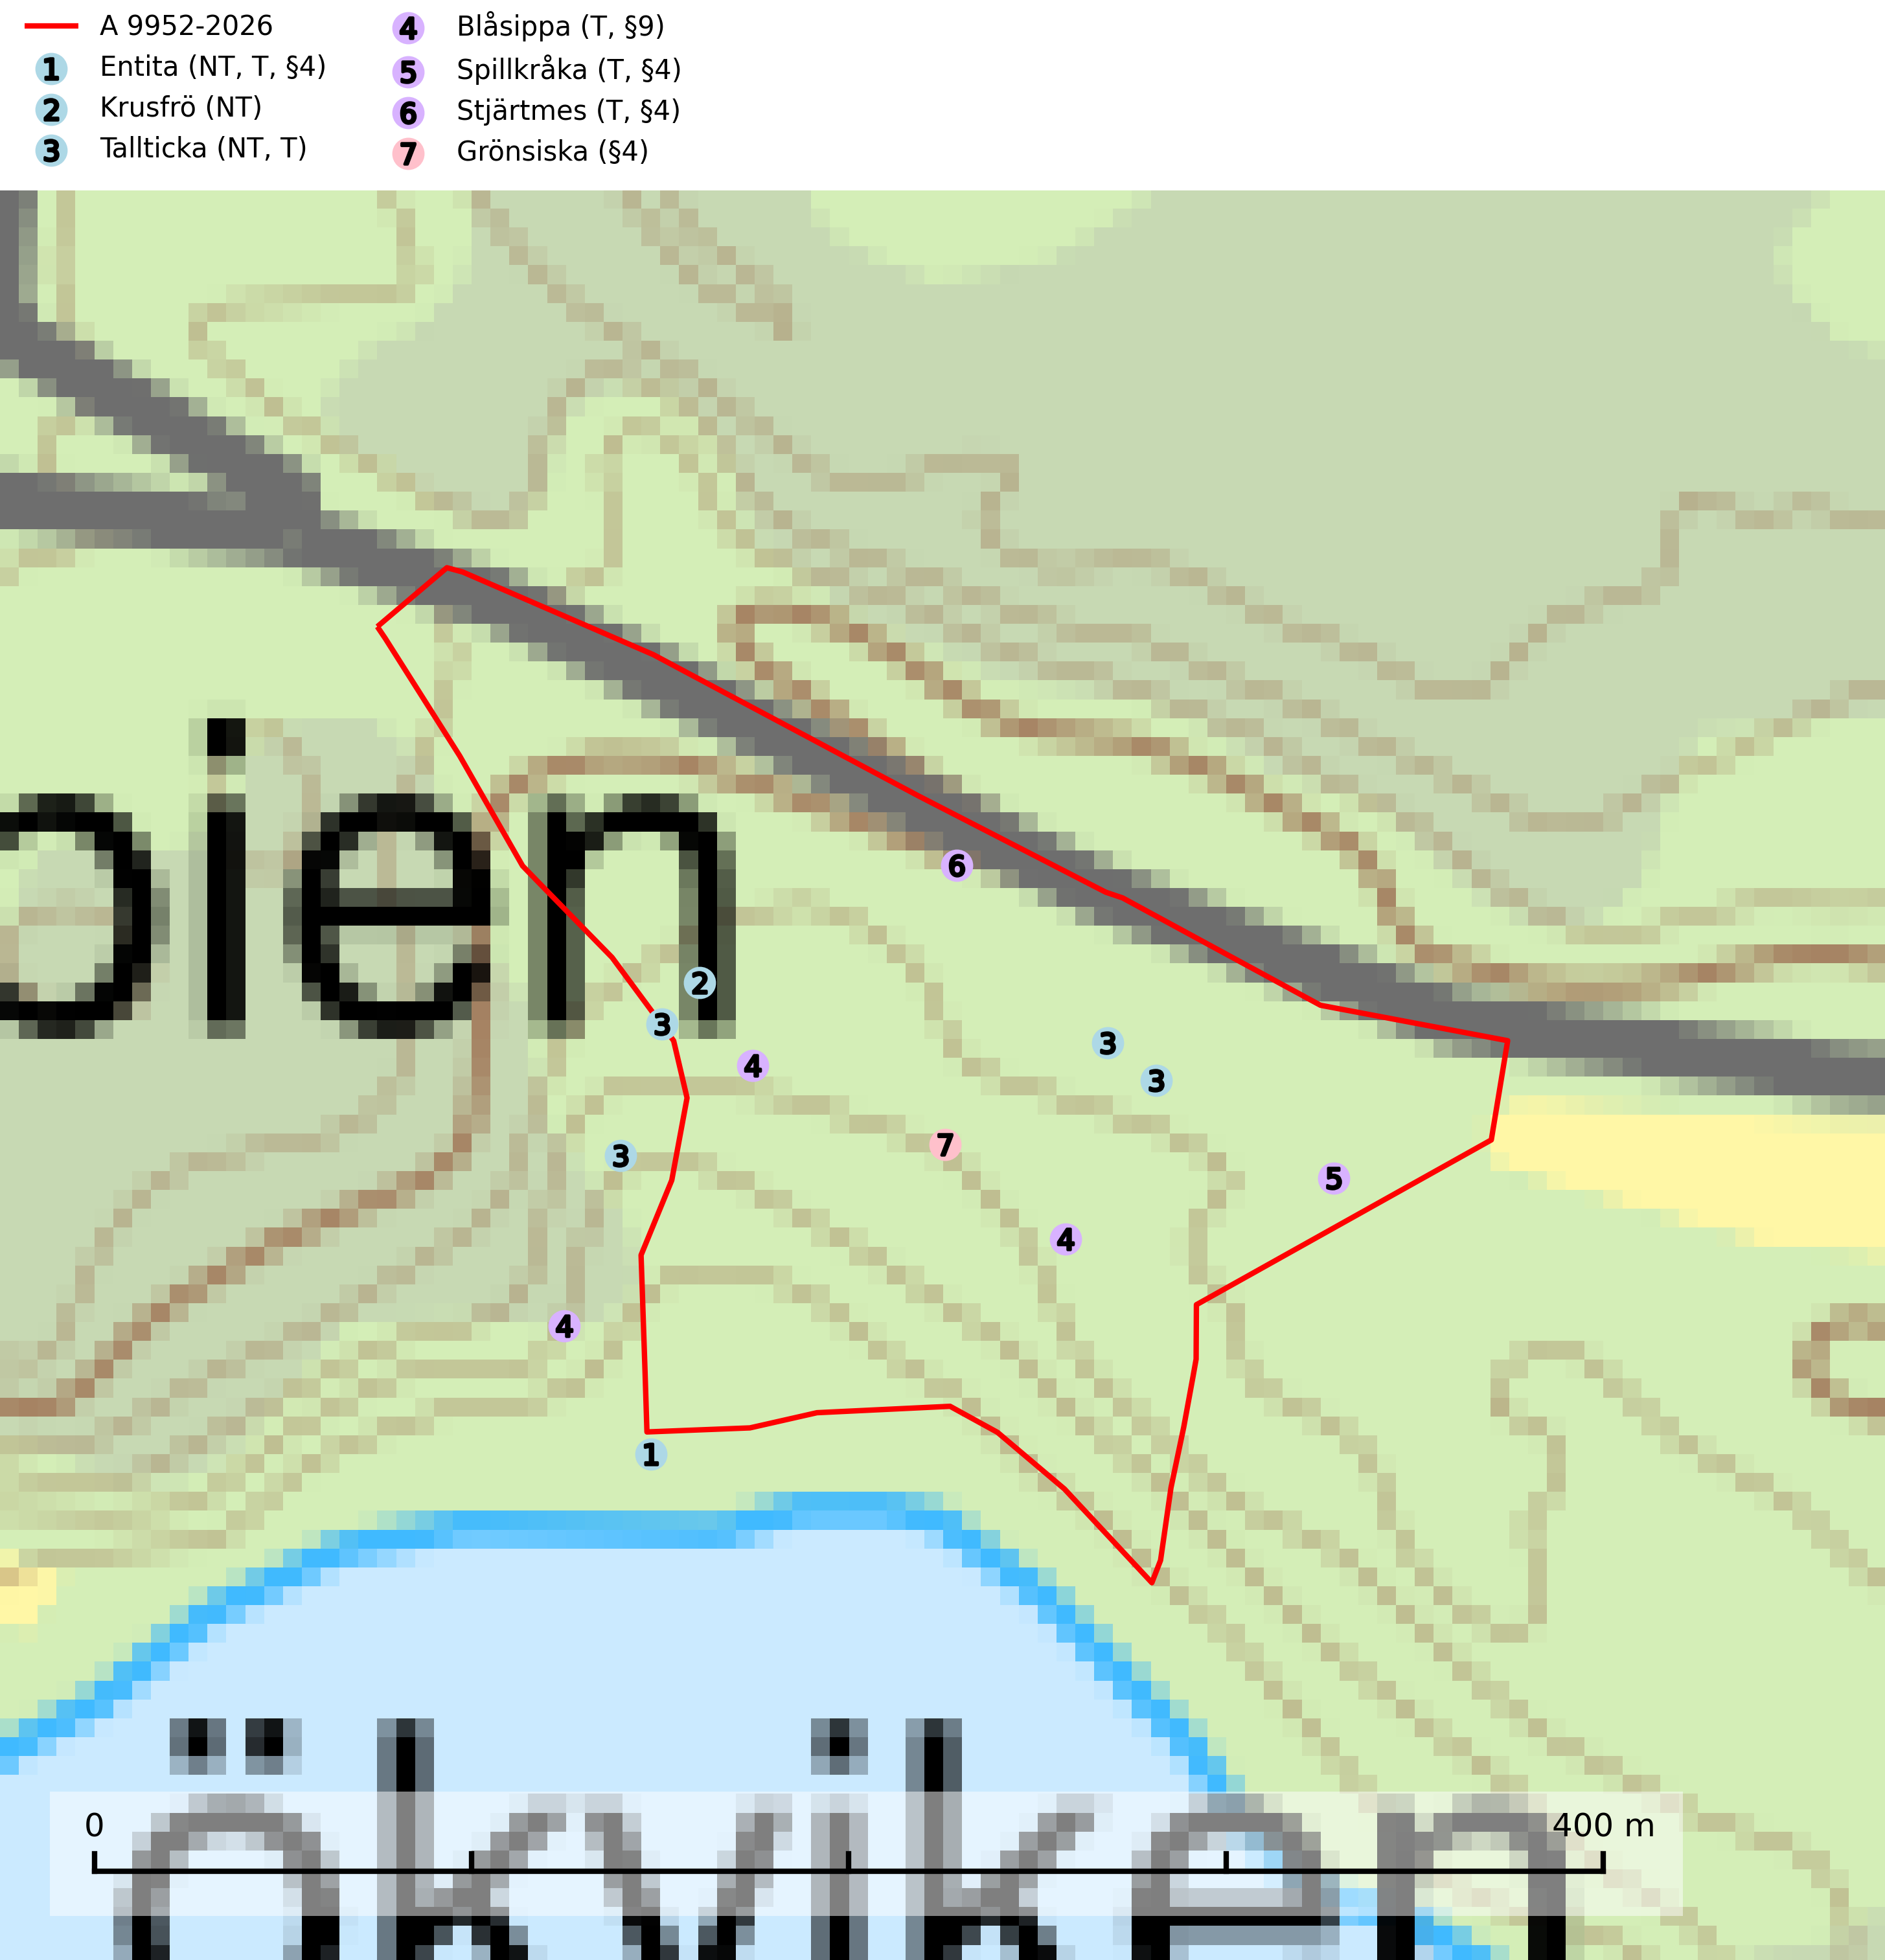 A 9952-2026
1 Entita (NT, T, §4)
2 Krusfrö (NT)
3 Tallticka (NT, T)
4 Blåsippa (T, §9)
5 Spillkråka (T, §4)
6 Stjärtmes (T, §4)
7 Grönsiska (§4)
6
2
3
3
4
3
7
3
5
4
4
1
0 400 m